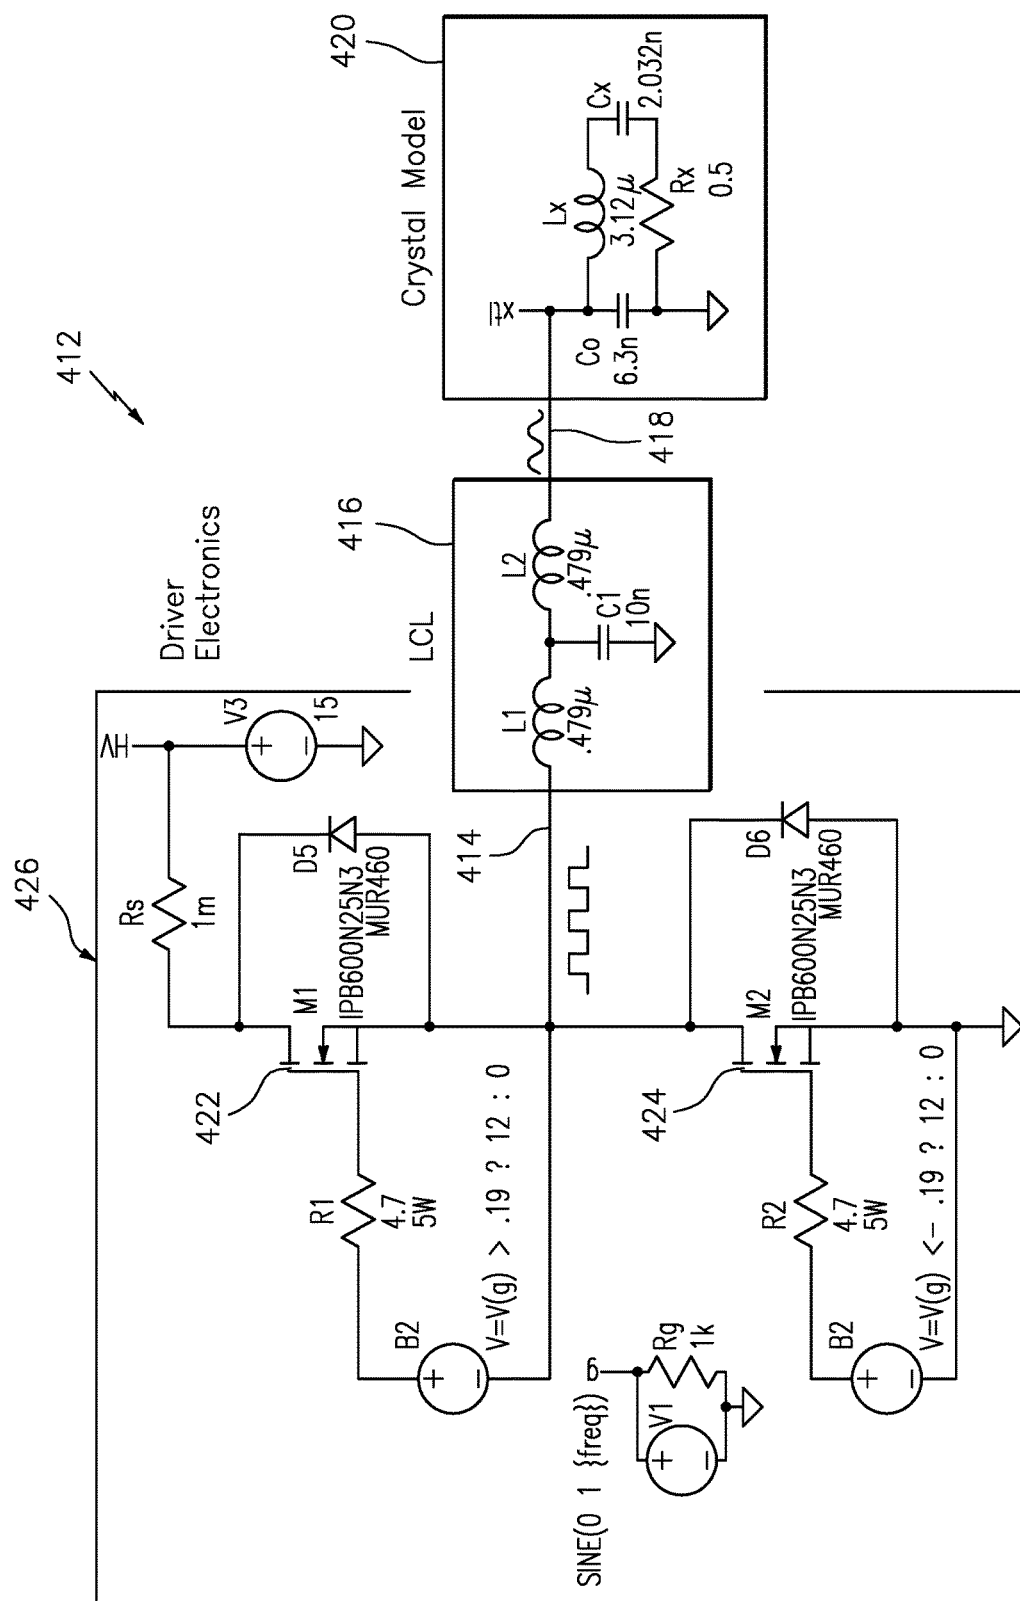 412
426
Driver
Electronics
HV
V3
15
Rs
1m
D5
MUR460
M1
IPB600N25N3
422
R1
4.7
5W
B2
V=V(g) > .19 ? 12 : 0
414
LCL
416
L1
.479µ
L2
.479µ
C1
10n
418
Crystal Model
420
xtl
Lx
3.12µ
Cx
2.032n
Co
6.3n
Rx
0.5
D6
MUR460
M2
IPB600N25N3
424
R2
4.7
5W
B2
V=V(g) <- .19 ? 12 : 0
SINE(0 1 {freq})
V1
g
Rg
1k